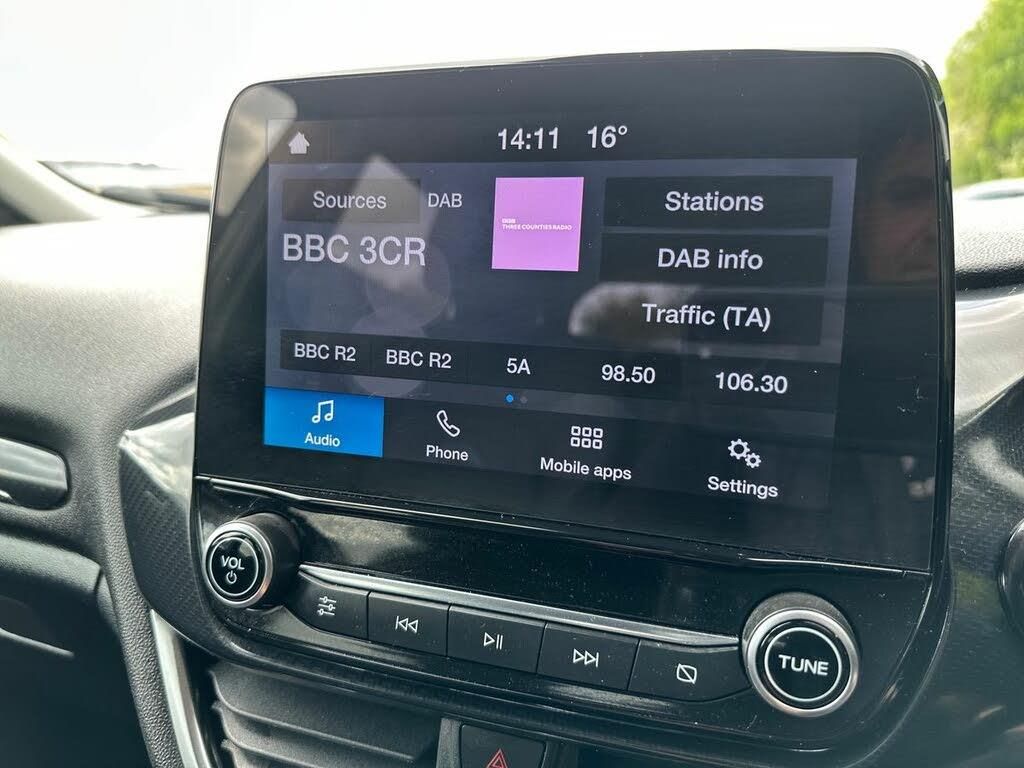 14:11 16°
Sources DAB
BBC
THREE COUNTIES RADIO
Stations
BBC 3CR
DAB info
Traffic (TA)
BBC R2 BBC R2 5A 98.50 106.30
Audio Phone Mobile apps Settings
VOL
TUNE